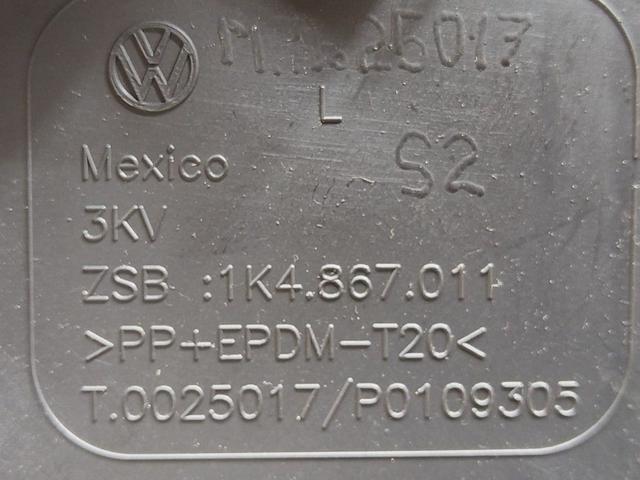 L
S2
Mexico
3KV
ZSB :1K4.867.011
>PP+EPDM-T20<
T.0025017/P0109305